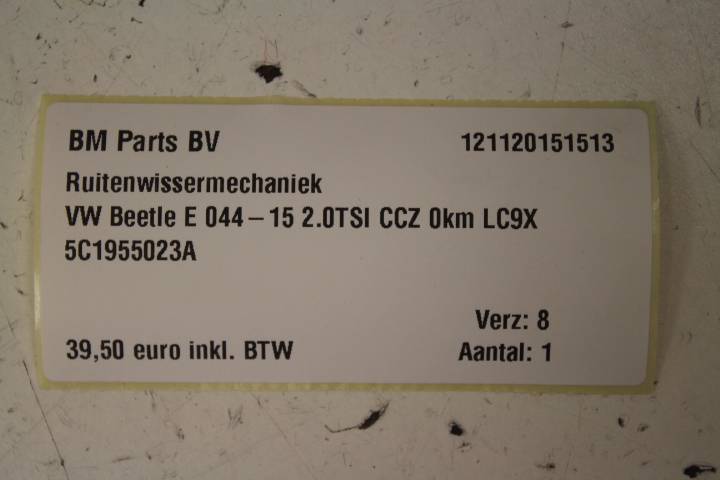 BM Parts BV 121120151513
Ruitenwissermechaniek
VW Beetle E 044 – 15 2.0TSI CCZ 0km LC9X
5C1955023A
Verz: 8
39,50 euro inkl. BTW Aantal: 1